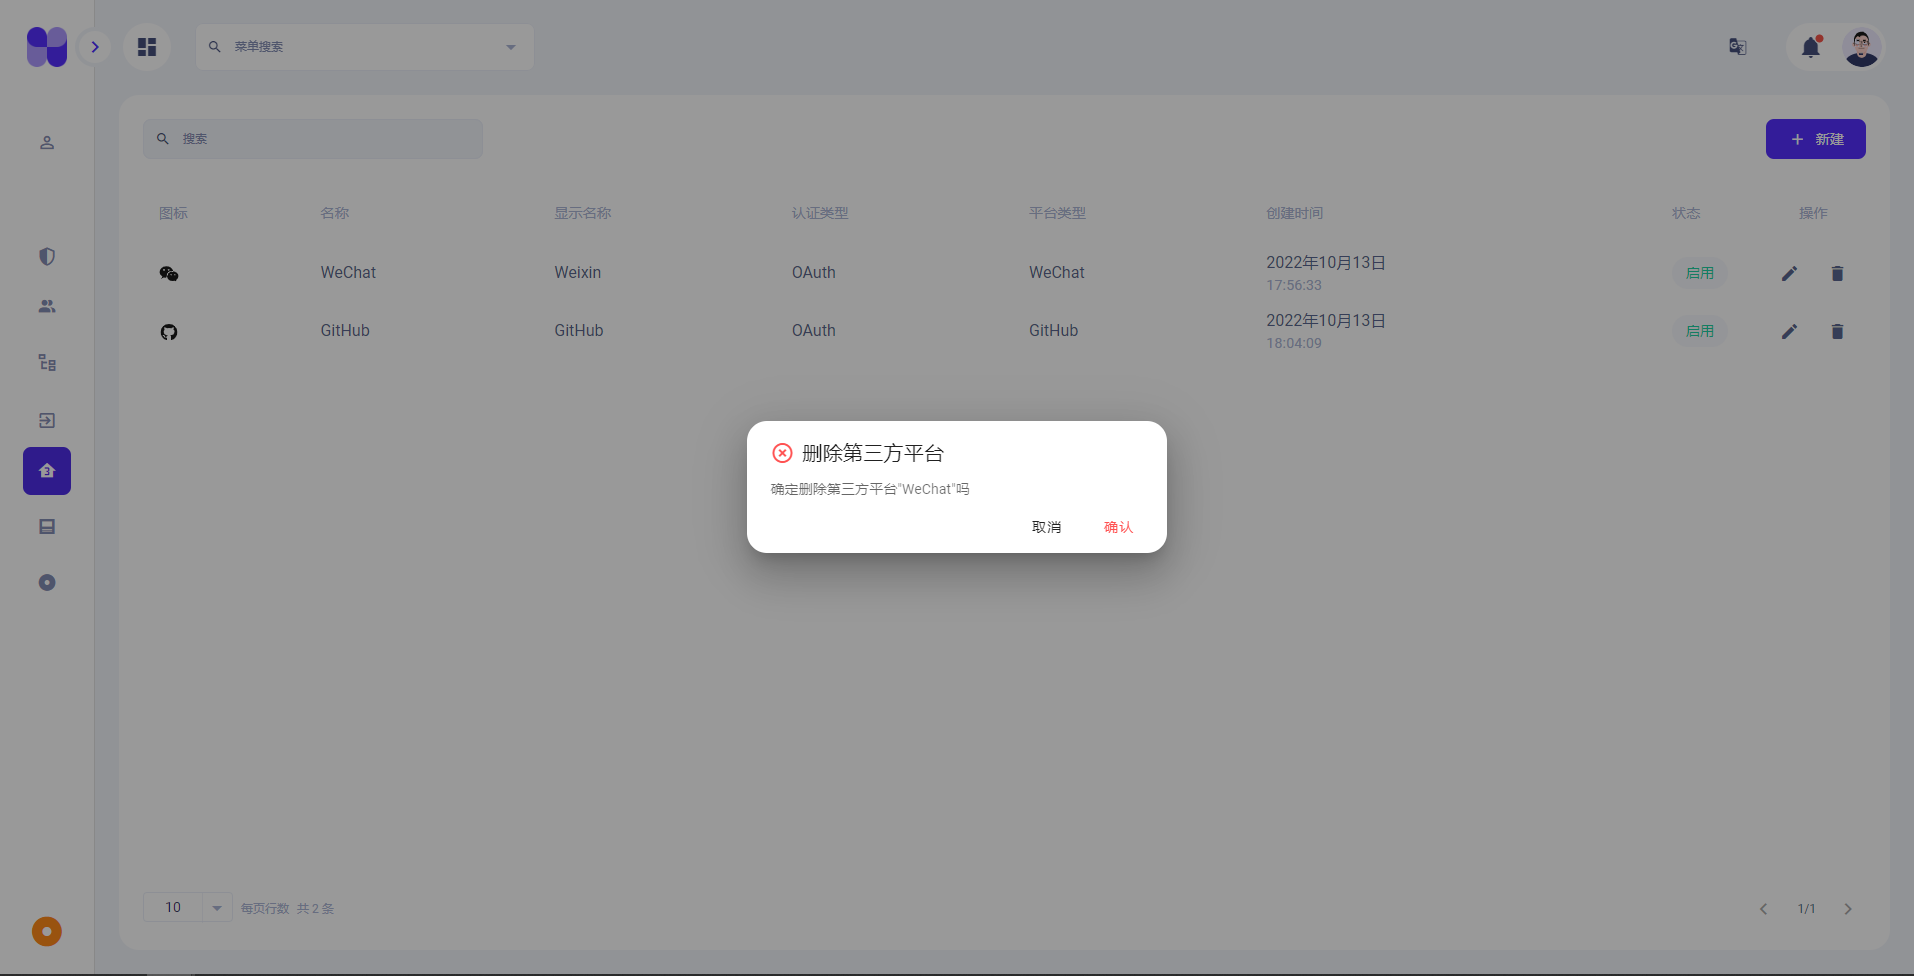 菜单搜索
搜索
新建
图标 名称 显示名称 认证类型 平台类型 创建时间 状态 操作
WeChat Weixin OAuth WeChat 2022年10月13日 启用
17:56:33
GitHub GitHub OAuth GitHub 2022年10月13日 启用
18:04:09
删除第三方平台
确定删除第三方平台"WeChat"吗
取消 确认
10 每页行数 共 2 条 1/1